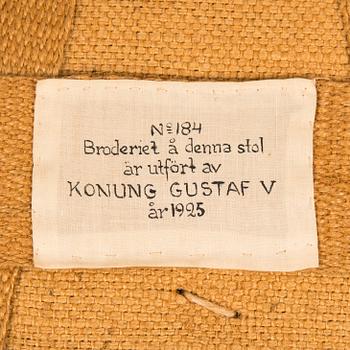 Nº 184
Broderiet å denna stol
är utfört av
KONUNG GUSTAF V
år 1925